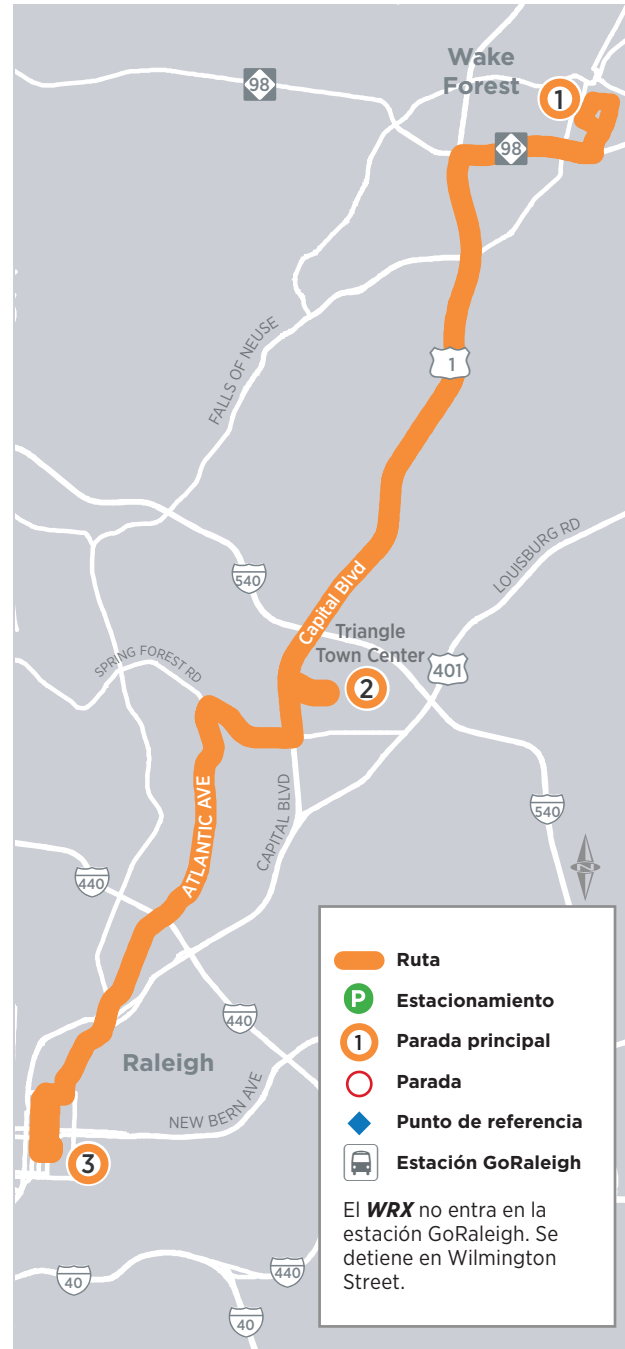 Wake
Forest
98
1
98
1
FALLS OF NEUSE
LOUISBURG RD
540
Capital Blvd
Triangle
Town Center
SPRING FOREST RD
401
2
ATLANTIC AVE
CAPITAL BLVD
540
N
440
440
Raleigh
NEW BERN AVE
3
40
440
40
Ruta
P Estacionamiento
1 Parada principal
Parada
Punto de referencia
Estación GoRaleigh
El WRX no entra en la
estación GoRaleigh. Se
detiene en Wilmington
Street.